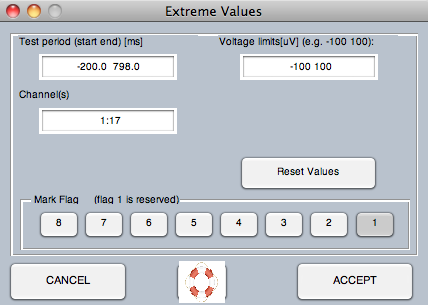 Extreme Values
Test period (start end) [ms]
Voltage limits[uV] (e.g. -100 100):
-200.0 798.0
-100 100
Channel(s)
1:17
Reset Values
Mark Flag (flag 1 is reserved)
8 7 6 5 4 3 2 1
CANCEL
ACCEPT